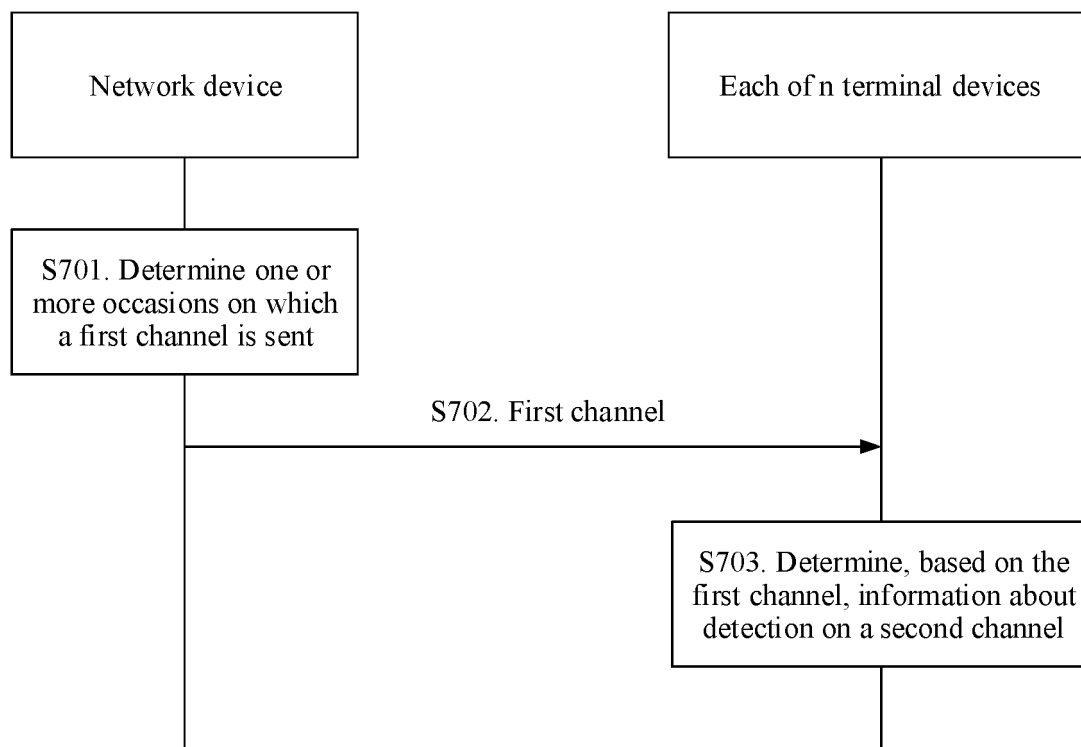 Network device
Each of n terminal devices
S701. Determine one or
more occasions on which
a first channel is sent
S702. First channel
S703. Determine, based on the
first channel, information about
detection on a second channel